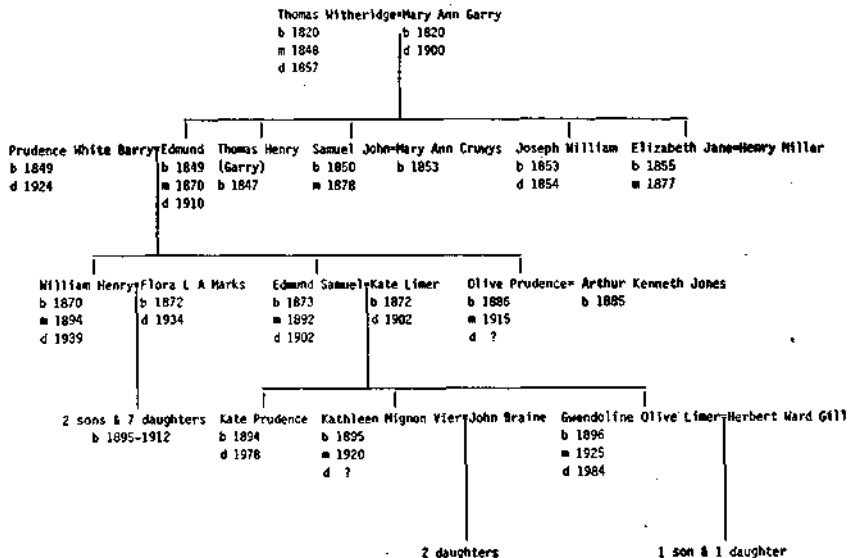 Thomas Witheridge=Mary Ann Garry
b 1820 b 1820
m 1848 d 1900
d 1857
Prudence White Barry=Edmund Thomas Henry Samuel John=Mary Ann Cruwys Joseph William Elizabeth Jane=Henry Miller
b 1849 b 1849 (Garry) b 1850 b 1853 b 1853 b 1855
d 1924 m 1870 b 1847 m 1878 d 1854 m 1877
d 1910
William Henry=Flora L A Marks Edmund Samuel=Kate Limer Olive Prudence= Arthur Kenneth Jones
b 1870 b 1872 b 1873 b 1872 b 1886 b 1885
m 1894 d 1934 m 1892 d 1902 m 1915
d 1939 d 1902 d ?
2 sons & 7 daughters Kate Prudence Kathleen Mignon Vier=John Braine Gwendoline Olive Limer=Herbert Ward Gill
b 1895-1912 b 1894 b 1895 b 1896
d 1978 m 1920 m 1925
d ? d 1984
2 daughters 1 son & 1 daughter